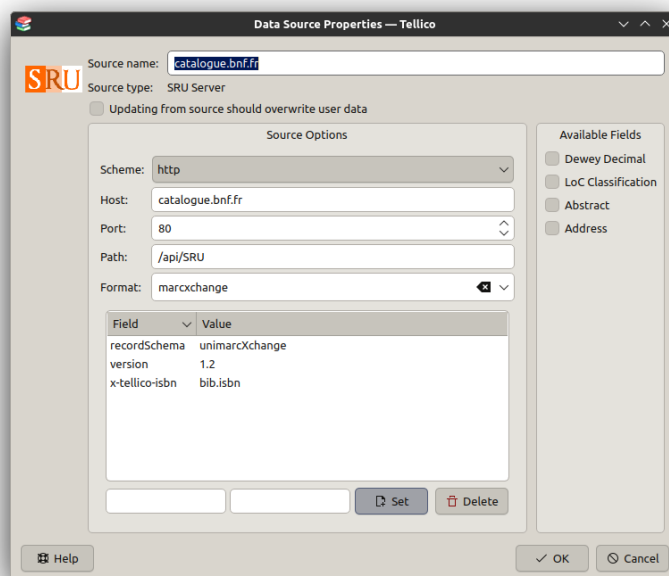 Data Source Properties — Tellico
SRU
Source name: catalogue.bnf.fr
Source type: SRU Server
Updating from source should overwrite user data
Source Options
Scheme: http
Host: catalogue.bnf.fr
Port: 80
Path: /api/SRU
Format: marcxchange
Field Value
recordSchema unimarcXchange
version 1.2
x-tellico-isbn bib.isbn
Set Delete
Available Fields
Dewey Decimal
LoC Classification
Abstract
Address
Help OK Cancel